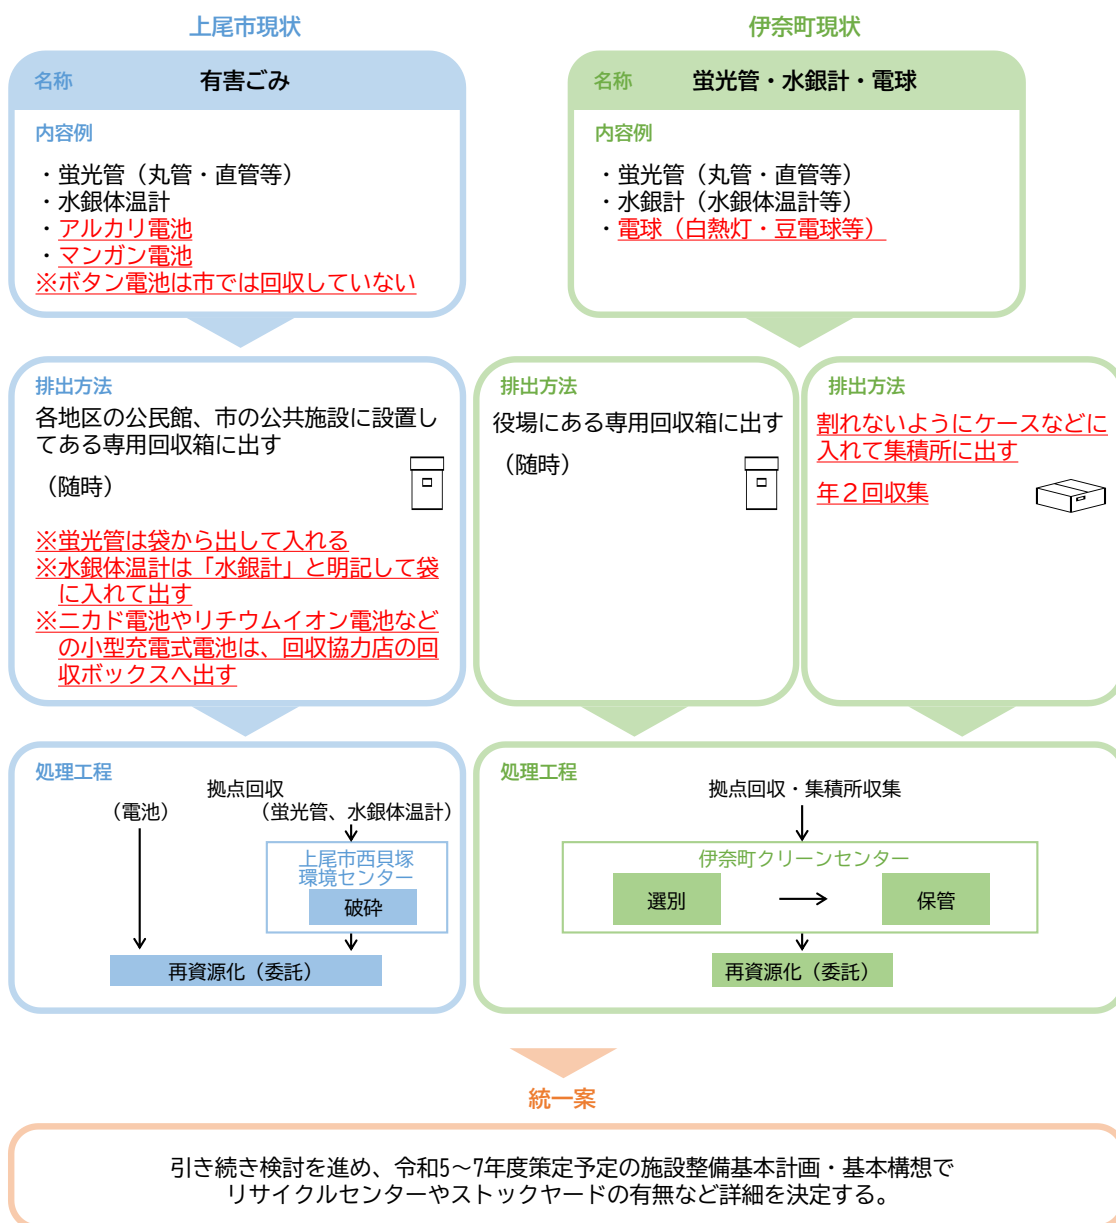 上尾市現状
名称 有害ごみ
内容例
・蛍光管（丸管・直管等）
・水銀体温計
・アルカリ電池
・マンガン電池
※ボタン電池は市では回収していない
排出方法
各地区の公民館、市の公共施設に設置し
てある専用回収箱に出す
（随時）
※蛍光管は袋から出して入れる
※水銀体温計は「水銀計」と明記して袋
に入れて出す
※ニカド電池やリチウムイオン電池など
の小型充電式電池は、回収協力店の回
収ボックスへ出す
処理工程
拠点回収
（電池） （蛍光管、水銀体温計）
上尾市西貝塚
環境センター
破砕
再資源化（委託）
伊奈町現状
名称 蛍光管・水銀計・電球
内容例
・蛍光管（丸管・直管等）
・水銀計（水銀体温計等）
・電球（白熱灯・豆電球等）
排出方法
役場にある専用回収箱に出す
（随時）
排出方法
割れないようにケースなどに
入れて集積所に出す
年２回収集
処理工程
拠点回収・集積所収集
伊奈町クリーンセンター
選別 保管
再資源化（委託）
統一案
引き続き検討を進め、令和5～7年度策定予定の施設整備基本計画・基本構想で
リサイクルセンターやストックヤードの有無など詳細を決定する。